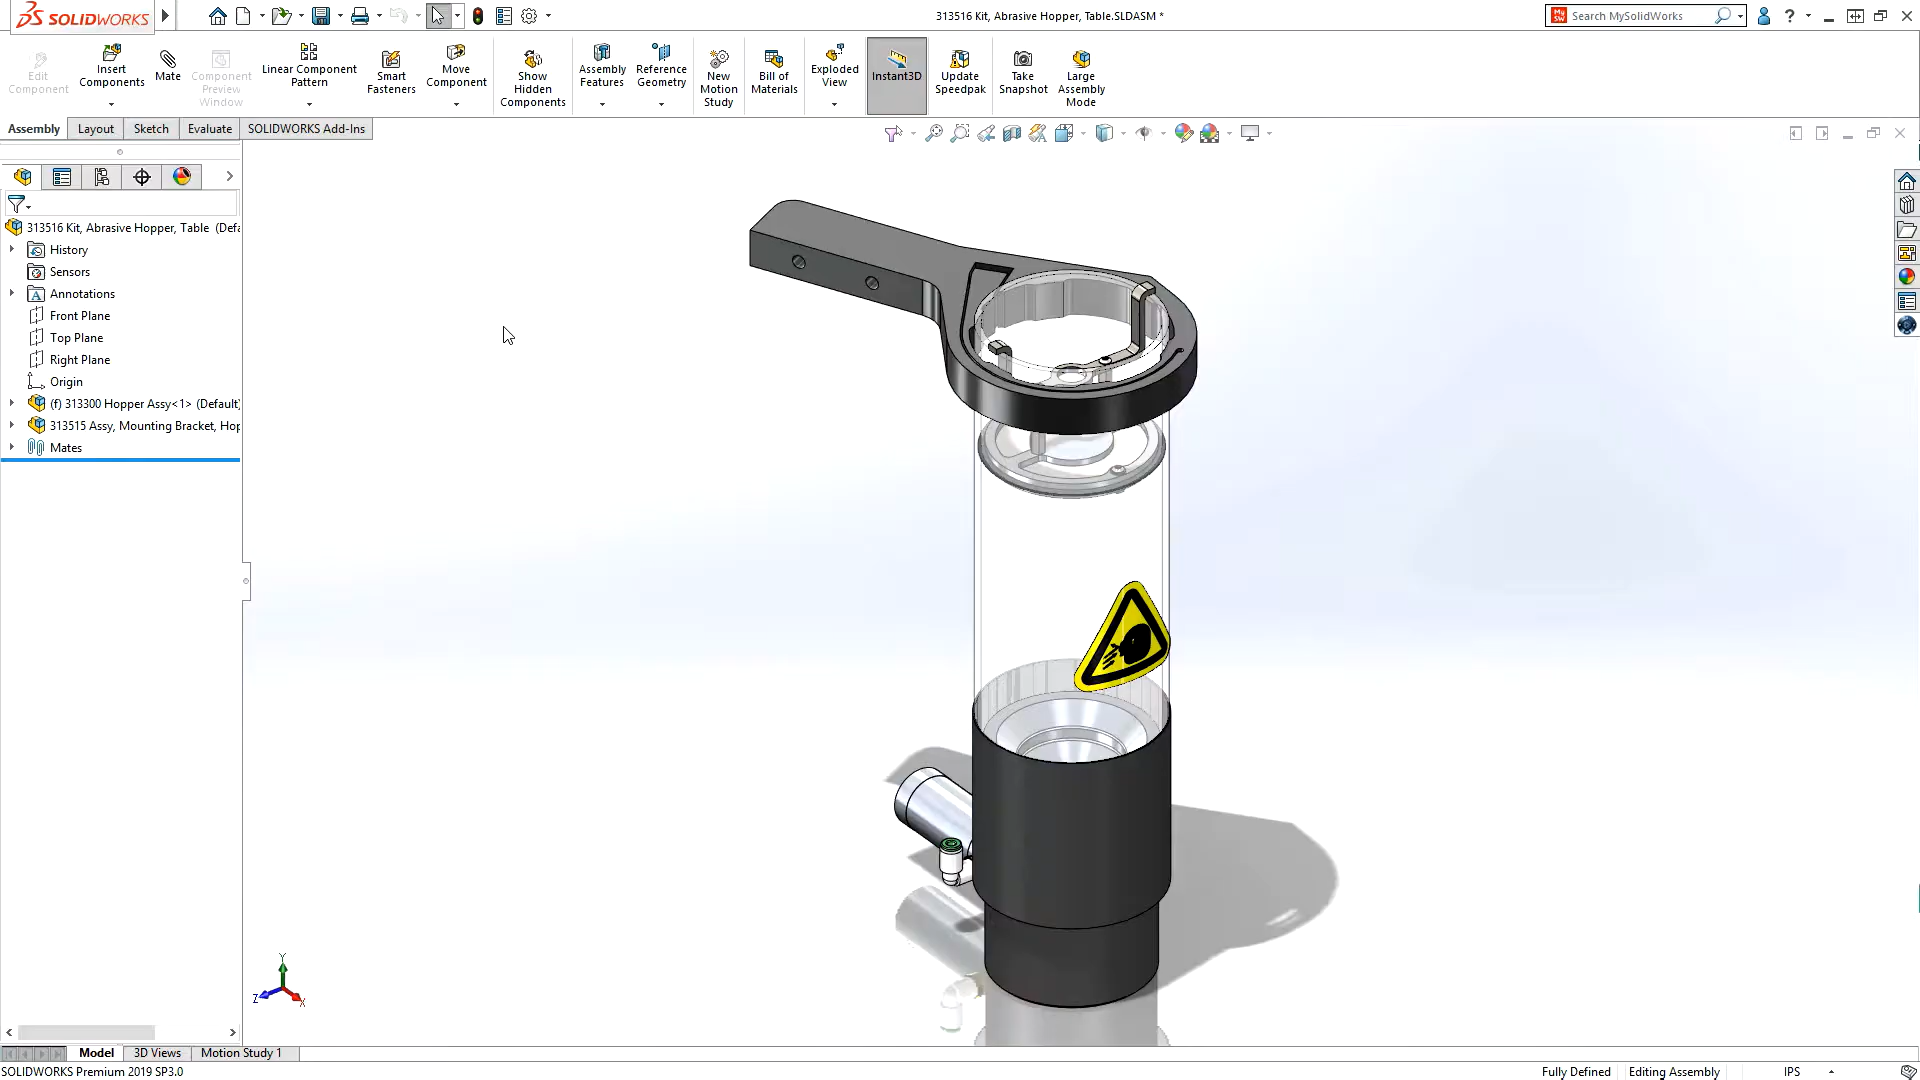 SOLIDWORKS
313516 Kit, Abrasive Hopper, Table.SLDASM *
Search MySolidWorks
Edit Component
Insert Components
Mate
Component Preview Window
Linear Component Pattern
Smart Fasteners
Move Component
Show Hidden Components
Assembly Features
Reference Geometry
New Motion Study
Bill of Materials
Exploded View
Instant3D
Update Speedpak
Take Snapshot
Large Assembly Mode
Assembly
Layout
Sketch
Evaluate
SOLIDWORKS Add-Ins
313516 Kit, Abrasive Hopper, Table (Defa
History
Sensors
Annotations
Front Plane
Top Plane
Right Plane
Origin
(f) 313300 Hopper Assy<1> (Default
313515 Assy, Mounting Bracket, Hop
Mates
Y
Z
X
Model
3D Views
Motion Study 1
SOLIDWORKS Premium 2019 SP3.0
Fully Defined
Editing Assembly
IPS